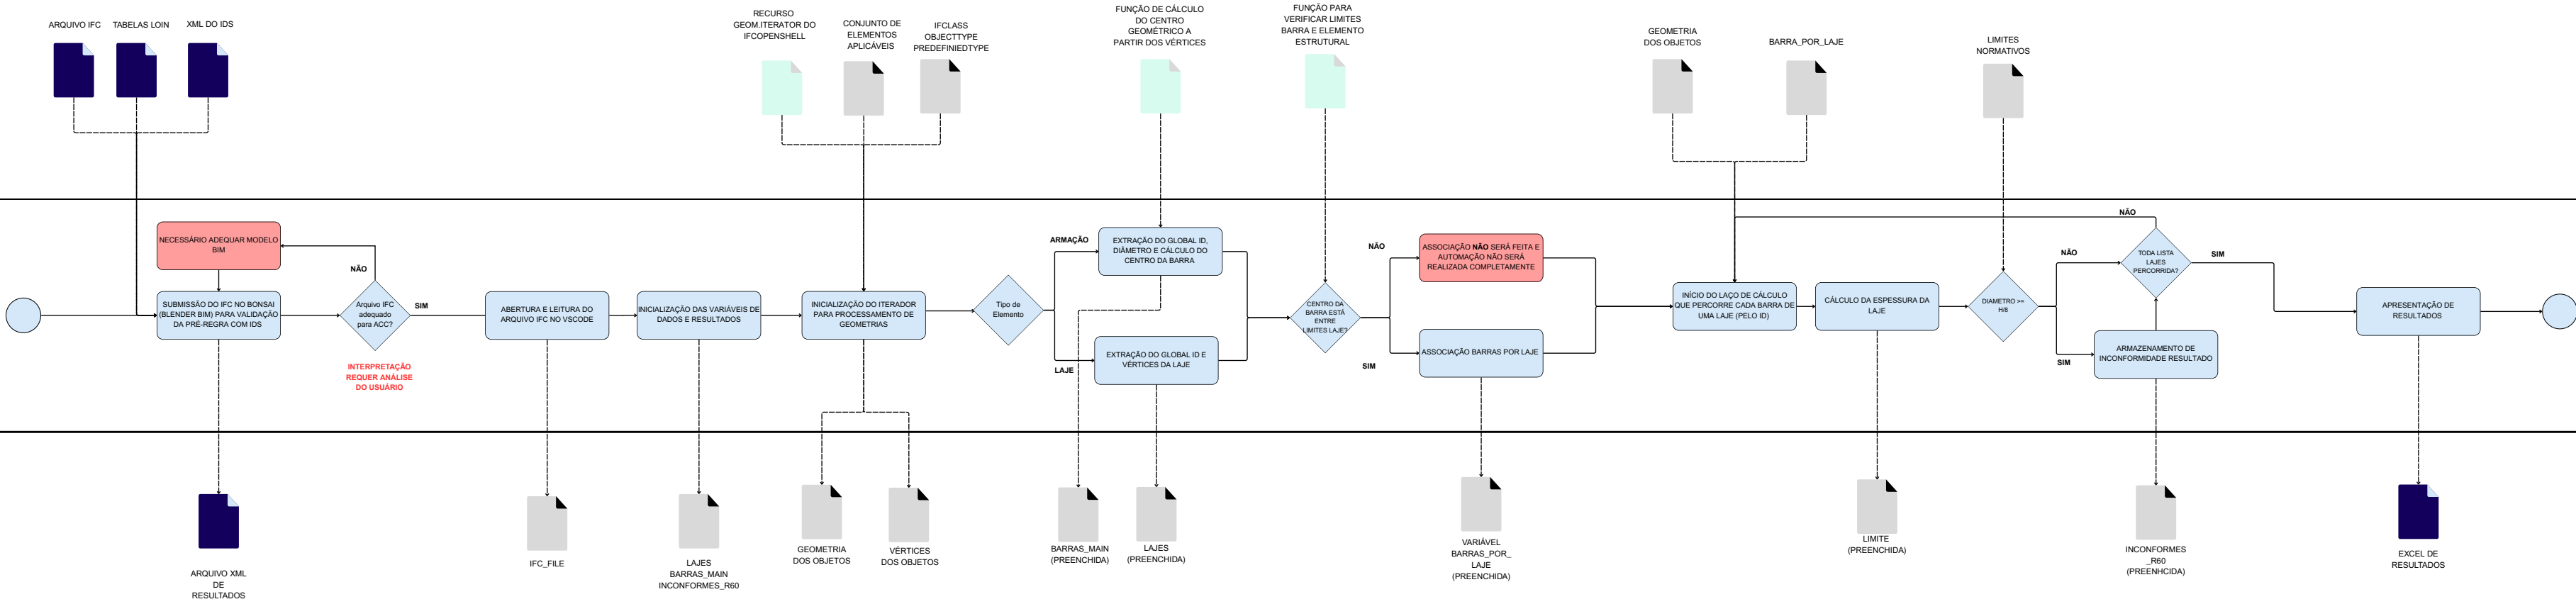 ARQUIVO IFC
TABELAS LOIN
XML DO IDS
RECURSO
GEOM.ITERATOR DO
IFCOPENSHELL
CONJUNTO DE
ELEMENTOS
APLICÁVEIS
IFCLASS
OBJECTTYPE
PREDEFINIEDTYPE
FUNÇÃO DE CÁLCULO
DO CENTRO
GEOMÉTRICO A
PARTIR DOS VÉRTICES
FUNÇÃO PARA
VERIFICAR LIMITES
BARRA E ELEMENTO
ESTRUTURAL
GEOMETRIA
DOS OBJETOS
BARRA_POR_LAJE
LIMITES
NORMATIVOS
NECESSÁRIO ADEQUAR MODELO
BIM
NÃO
SUBMISSÃO DO IFC NO BONSAI
(BLENDER BIM) PARA VALIDAÇÃO
DA PRÉ-REGRA COM IDS
Arquivo IFC
adequado
para ACC?
SIM
INTERPRETAÇÃO
REQUER ANÁLISE
DO USUÁRIO
ABERTURA E LEITURA DO
ARQUIVO IFC NO VSCODE
INICIALIZAÇÃO DAS VARIÁVEIS DE
DADOS E RESULTADOS
INICIALIZAÇÃO DO ITERADOR
PARA PROCESSAMENTO DE
GEOMETRIAS
Tipo de
Elemento
ARMAÇÃO
EXTRAÇÃO DO GLOBAL ID,
DIÂMETRO E CÁLCULO DO
CENTRO DA BARRA
LAJE
EXTRAÇÃO DO GLOBAL ID E
VÉRTICES DA LAJE
CENTRO DA
BARRA ESTÁ
ENTRE
LIMITES LAJE?
NÃO
ASSOCIAÇÃO NÃO SERÁ FEITA E
AUTOMAÇÃO NÃO SERÁ
REALIZADA COMPLETAMENTE
SIM
ASSOCIAÇÃO BARRAS POR LAJE
INÍCIO DO LAÇO DE CÁLCULO
QUE PERCORRE CADA BARRA DE
UMA LAJE (PELO ID)
CÁLCULO DA ESPESSURA DA
LAJE
DIAMETRO >=
H/8
NÃO
SIM
NÃO
TODA LISTA
LAJES
PERCORRIDA?
SIM
ARMAZENAMENTO DE
INCONFORMIDADE RESULTADO
APRESENTAÇÃO DE
RESULTADOS
ARQUIVO XML
DE
RESULTADOS
IFC_FILE
LAJES
BARRAS_MAIN
INCONFORMES_R60
GEOMETRIA
DOS OBJETOS
VÉRTICES
DOS OBJETOS
BARRAS_MAIN
(PREENCHIDA)
LAJES
(PREENCHIDA)
VARIÁVEL
BARRAS_POR_
LAJE
(PREENCHIDA)
LIMITE
(PREENCHIDA)
INCONFORMES
_R60
(PREENHCIDA)
EXCEL DE
RESULTADOS